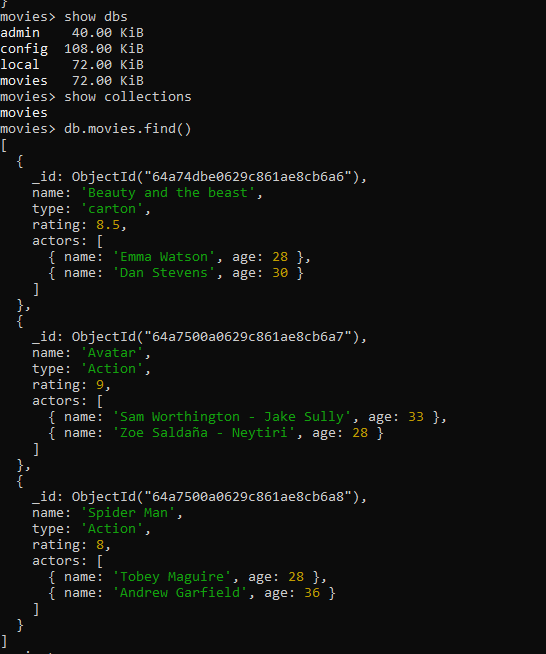 }
movies> show dbs
admin    40.00 KiB
config  108.00 KiB
local    72.00 KiB
movies   72.00 KiB
movies> show collections
movies
movies> db.movies.find()
[
  {
    _id: ObjectId("64a74dbe0629c861ae8cb6a6"),
    name: 'Beauty and the beast',
    type: 'carton',
    rating: 8.5,
    actors: [
      { name: 'Emma Watson', age: 28 },
      { name: 'Dan Stevens', age: 30 }
    ]
  },
  {
    _id: ObjectId("64a7500a0629c861ae8cb6a7"),
    name: 'Avatar',
    type: 'Action',
    rating: 9,
    actors: [
      { name: 'Sam Worthington - Jake Sully', age: 33 },
      { name: 'Zoe Saldaña - Neytiri', age: 28 }
    ]
  },
  {
    _id: ObjectId("64a7500a0629c861ae8cb6a8"),
    name: 'Spider Man',
    type: 'Action',
    rating: 8,
    actors: [
      { name: 'Tobey Maguire', age: 28 },
      { name: 'Andrew Garfield', age: 36 }
    ]
  }
]